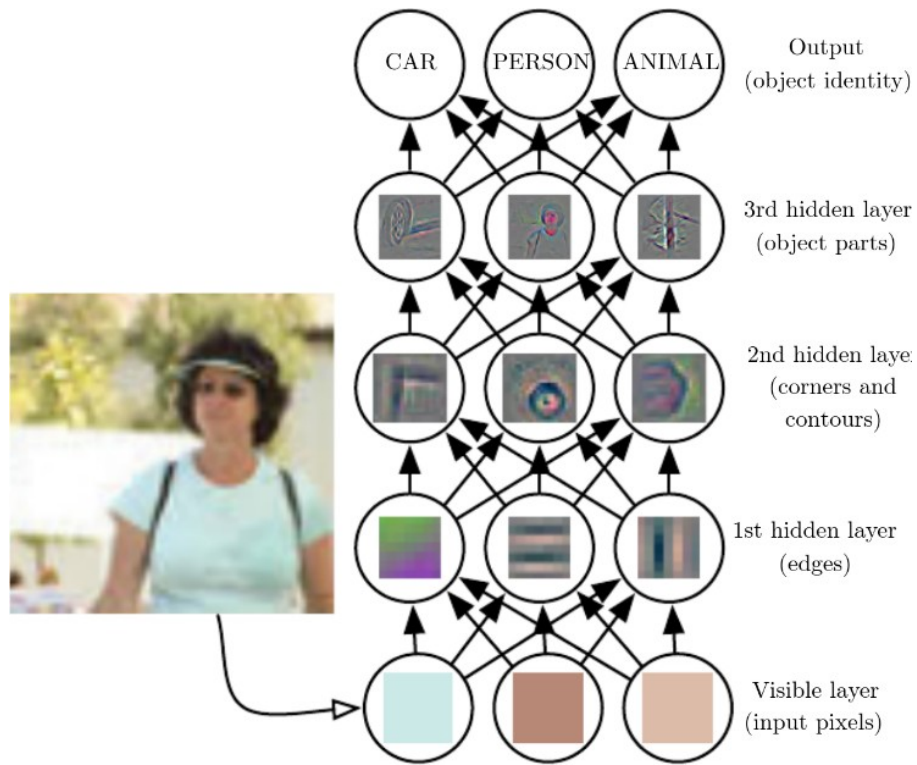 CAR PERSON ANIMAL
Output
(object identity)
3rd hidden layer
(object parts)
2nd hidden layer
(corners and
contours)
1st hidden layer
(edges)
Visible layer
(input pixels)